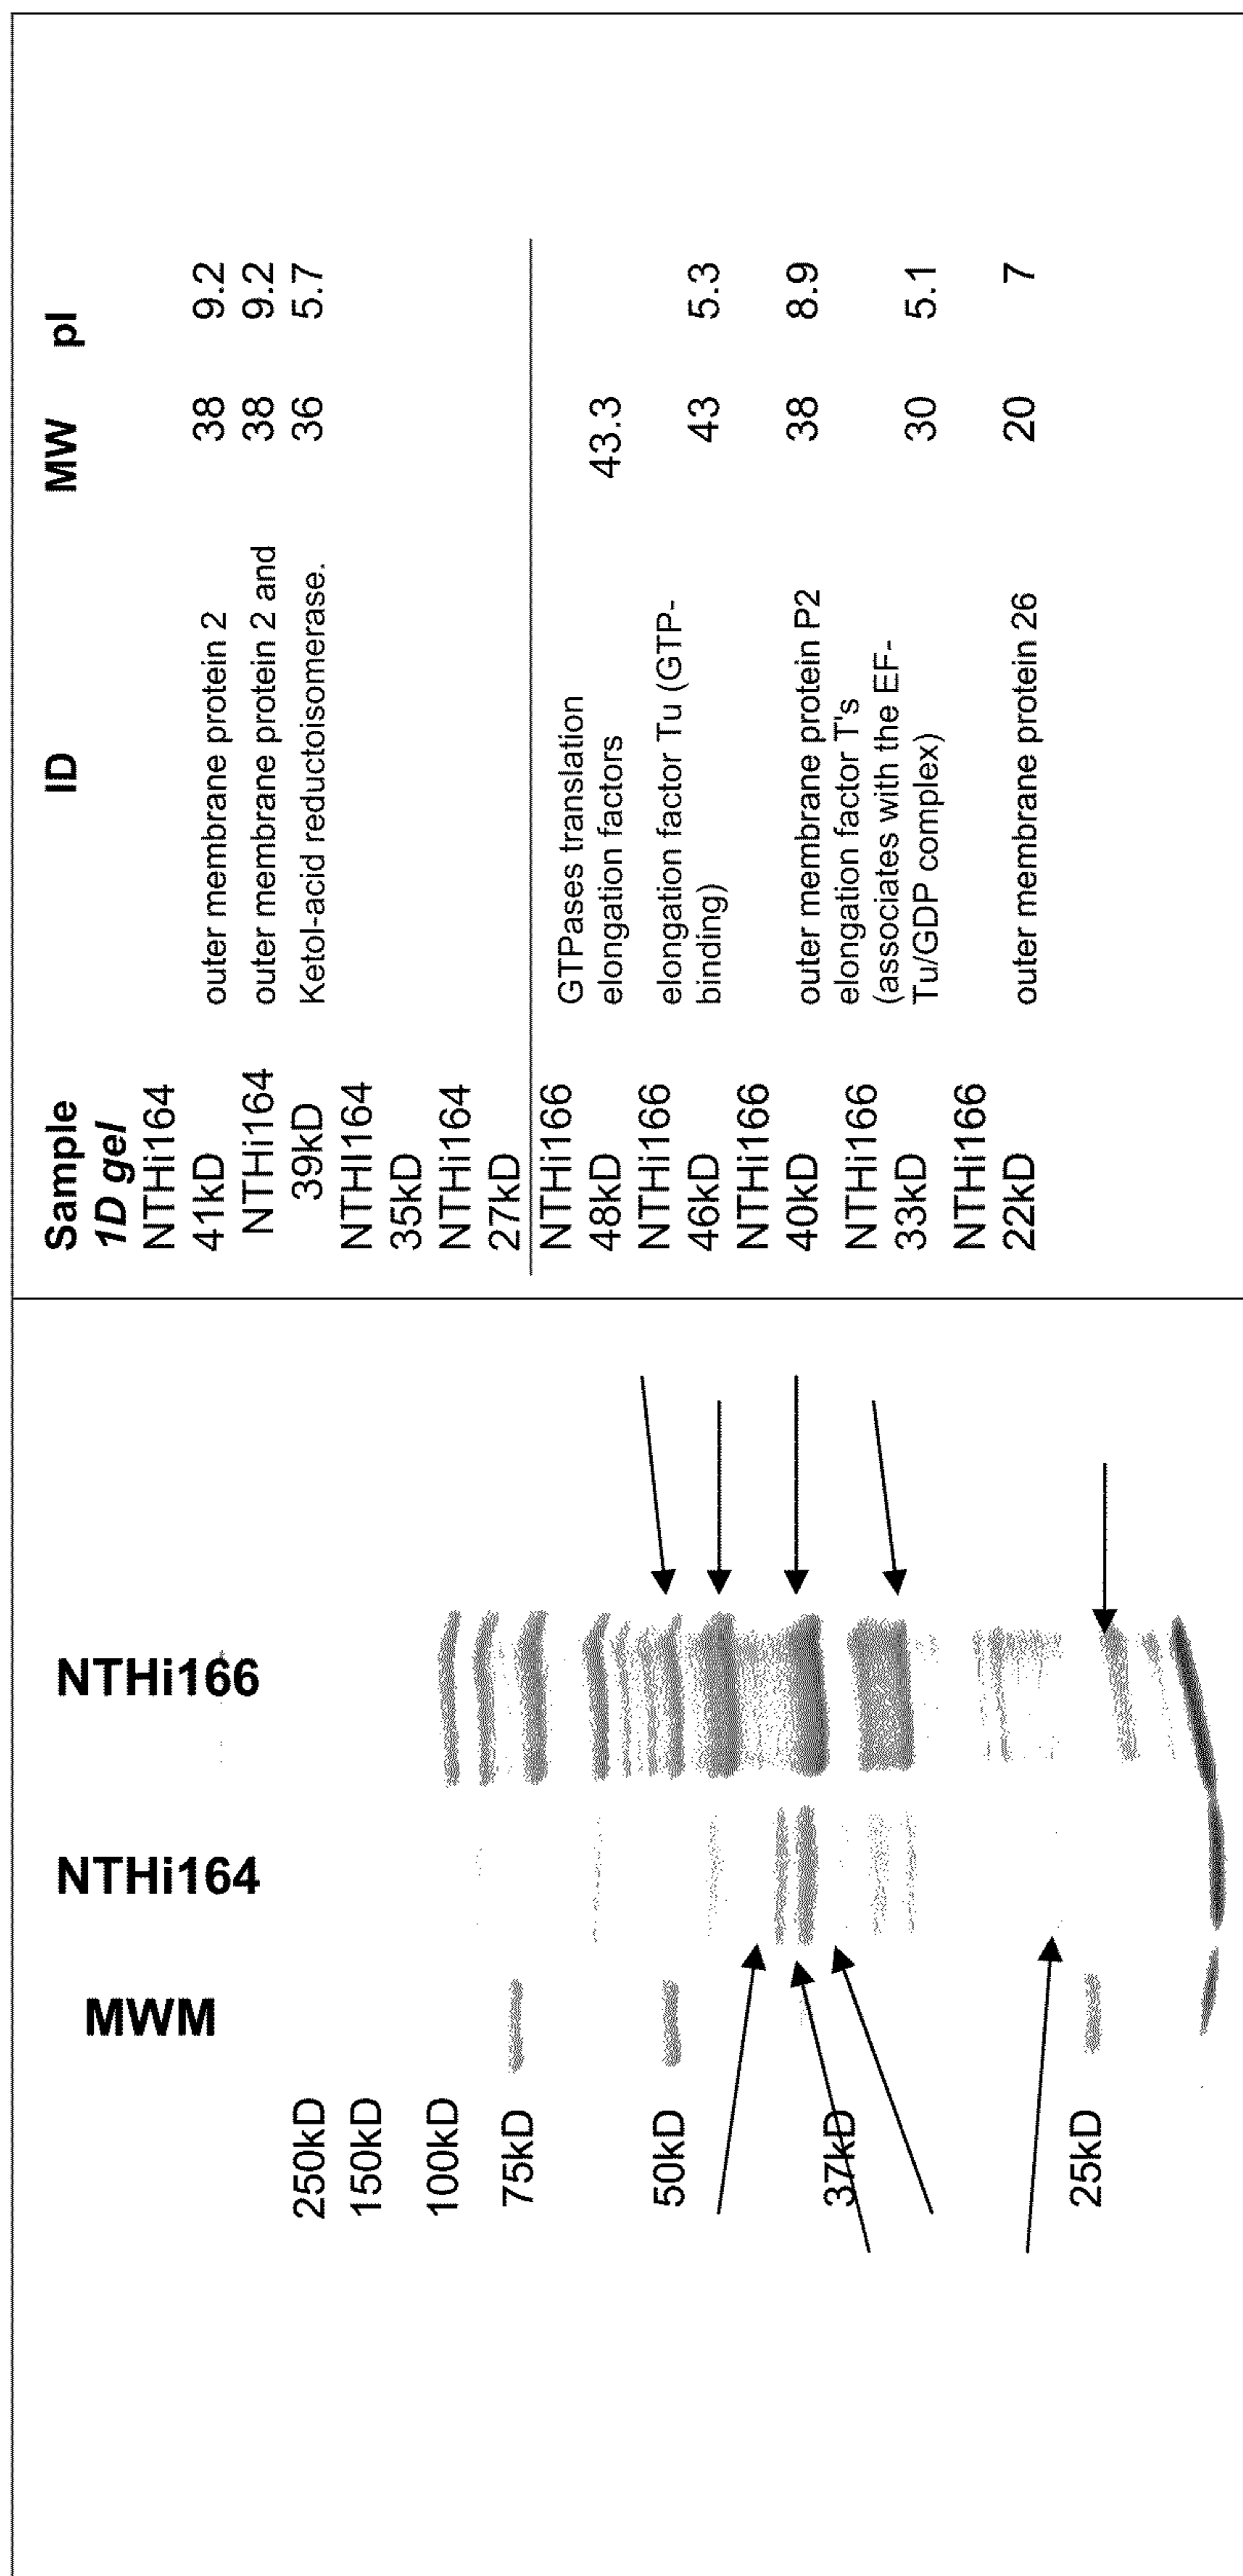 NTHi166
NTHi164
MWM
250kD
150kD
100kD
75kD
50kD
37kD
25kD
Sample ID MW pI
1D gel
NTHi164
41kD outer membrane protein 2 38 9.2
NTHi164 outer membrane protein 2 and 38 9.2
39kD Ketol-acid reductoisomerase. 36 5.7
NTHI164
35kD
NTHi164
27kD
NTHi166 GTPases translation
48kD elongation factors 43.3
NTHi166 elongation factor Tu (GTP-
46kD binding) 43 5.3
NTHi166
40kD outer membrane protein P2 38 8.9
NTHi166 elongation factor T's
(associates with the EF-
33kD Tu/GDP complex) 30 5.1
NTHi166
22kD outer membrane protein 26 20 7